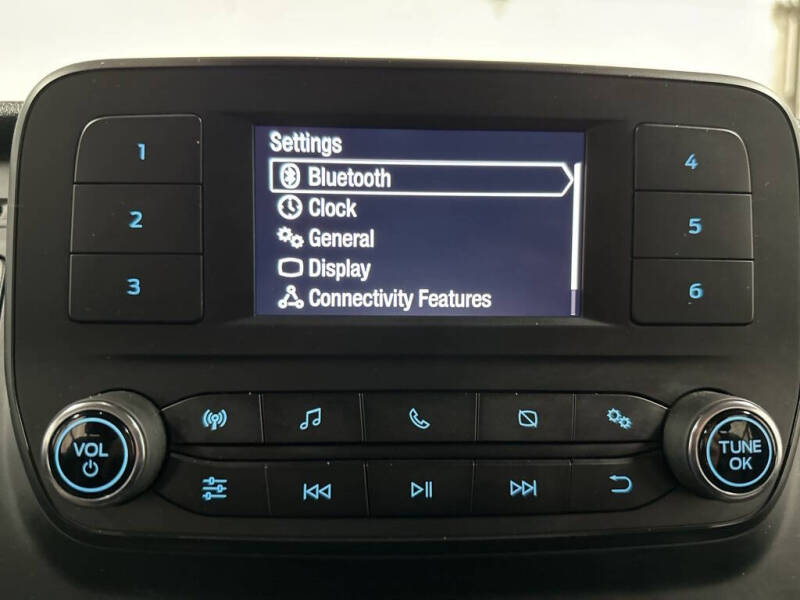 1
2
3
Settings
Bluetooth
Clock
General
Display
Connectivity Features
4
5
6
VOL
TUNE
OK